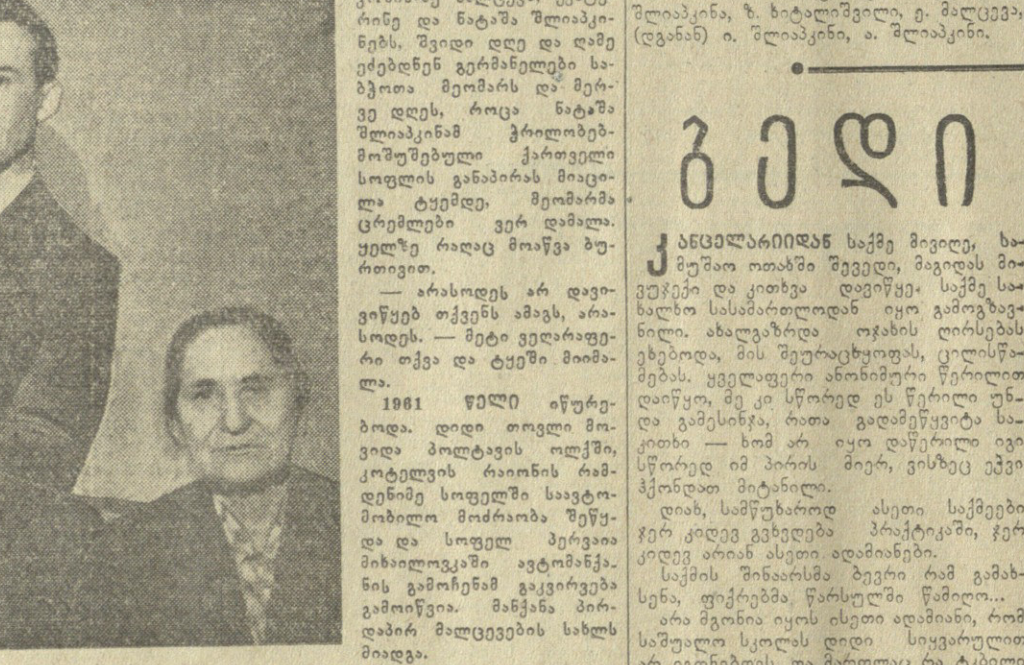 რინე და ნატაშა შლიაპკი-
ნებს, შვიდი დღე და ღამე
ეძებდნენ გერმანელები სა-
ბჭოთა მეომარს და მერ-
ვე დღეს, როცა ნატაშა
შლიაპკინამ ჭრილობებ-
მოშუშებული ქართველი
სოფლის განაპირას მიაცი-
ლა ტყემდე, მეომარმა
ცრემლები ვერ დამალა.
ყელზე რაღაც მოაწვა ბუ-
რთივით.
— არასოდეს არ დავი-
ვიწყებ თქვენს ამაგს, არა-
სოდეს. — მეტი ვეღარაფე-
რი თქვა და ტყეში მიიმა-
ლა.
1961 წელი იწურე-
ბოდა. დიდი თოვლი მო-
ვიდა პოლტავის ოლქში,
კოტელვის რაიონის რამ-
დენიმე სოფელში საავტო-
მობილო მოძრაობა შეწყ-
და და სოფელ პერვაია
მიხაილოვკაში ავტომანქა-
ნის გამოჩენამ გაკვირვება
გამოიწვია. მანქანა პირ-
დაპირ მალცევების სახლს
მიადგა.
შლიაპკინა, ზ. ხიტალიშვილი, ე. მალცევა,
(დგანან) ი. შლიაპკინი, ა. შლიაპკინი.
ბედი
კანცელარიიდან საქმე მივიღე, სა-
მუშაო ოთახში შევედი, მაგიდას მი-
ვუჯექი და კითხვა დავიწყე. საქმე სა-
ხალხო სასამართლოდან იყო გამოგზავ-
ნილი. ახალგაზრდა ოჯახის ღირსებას
ეხებოდა, მის შეურაცხყოფას, ცილისწა-
მებას. ყველაფერი ანონიმური წერილით
დაიწყო, მე კი სწორედ ეს წერილი უნ-
და გამესინჯა, რათა გადამეწყვიტა სა-
კითხი — ხომ არ იყო დაწერილი იგი
სწორედ იმ პირის მიერ, ვისზეც ეჭვი
ჰქონდათ მიტანილი.
დიახ, სამწუხაროდ ასეთი საქმეები
ჯერ კიდევ გვხვდება პრაქტიკაში, ჯერ
კიდევ არიან ასეთი ადამიანები.
საქმის შინაარსმა ბევრი რამ გამახ-
სენა, ფიქრებმა წარსულში წამიღო...
არა მგონია იყოს ისეთი ადამიანი, რომ
საშუალო სკოლას დიდი სიყვარულით